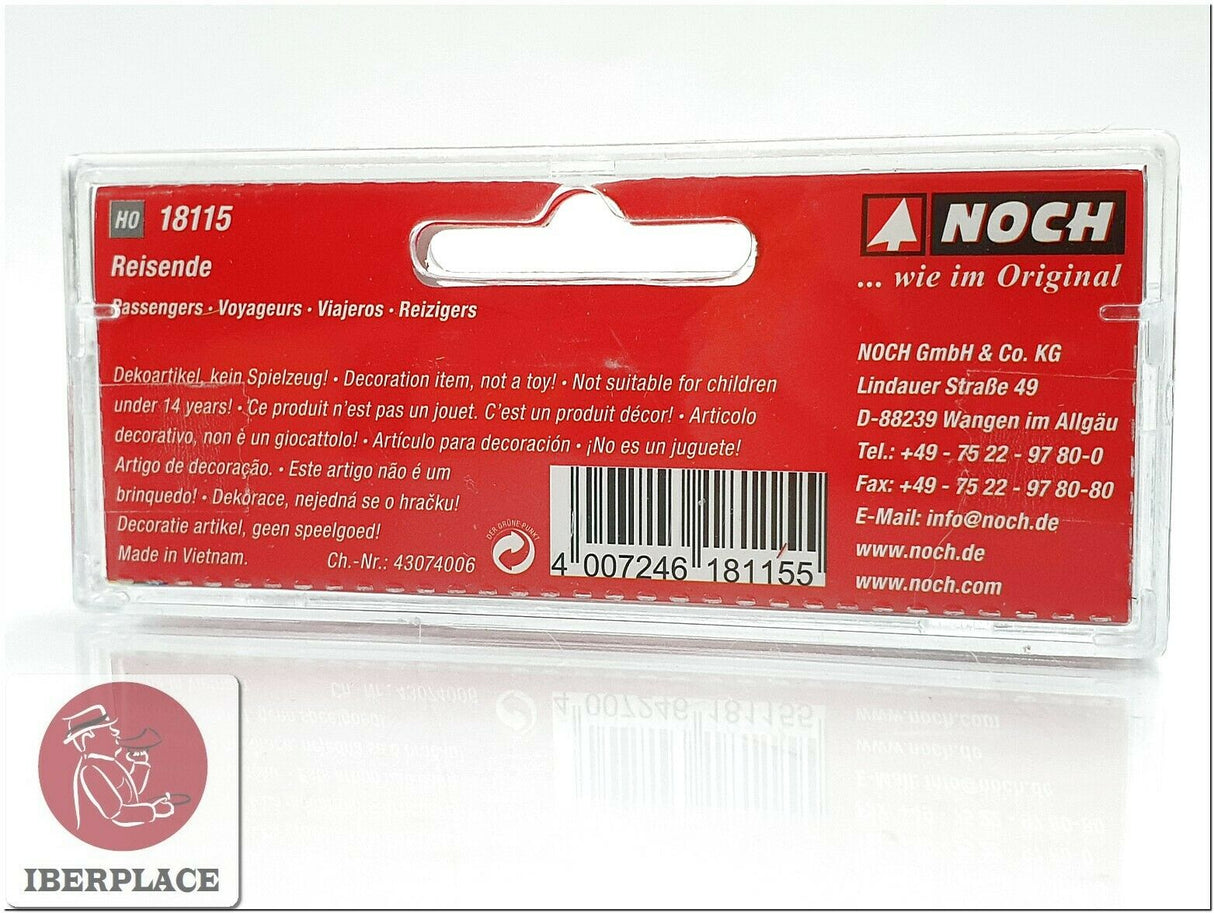 HO 18115
Reisende
Passengers · Voyageurs · Viajeros · Reizigers
Dekoartikel, kein Spielzeug! · Decoration item, not a toy! · Not suitable for children
under 14 years! · Ce produit n'est pas un jouet. C'est un produit décor! · Articolo
decorativo, non è un giocattolo! · Artículo para decoración · ¡No es un juguete!
Artigo de decoração. · Este artigo não é um
brinquedo! · Dekorace, nejedná se o hračku!
Decoratie artikel, geen speelgoed!
Made in Vietnam. Ch.-Nr.: 43074006
DER GRÜNE PUNKT
4 007246 181155
NOCH
... wie im Original
NOCH GmbH & Co. KG
Lindauer Straße 49
D-88239 Wangen im Allgäu
Tel.: +49 - 75 22 - 97 80-0
Fax: +49 - 75 22 - 97 80-80
E-Mail: info@noch.de
www.noch.de
www.noch.com
IBERPLACE